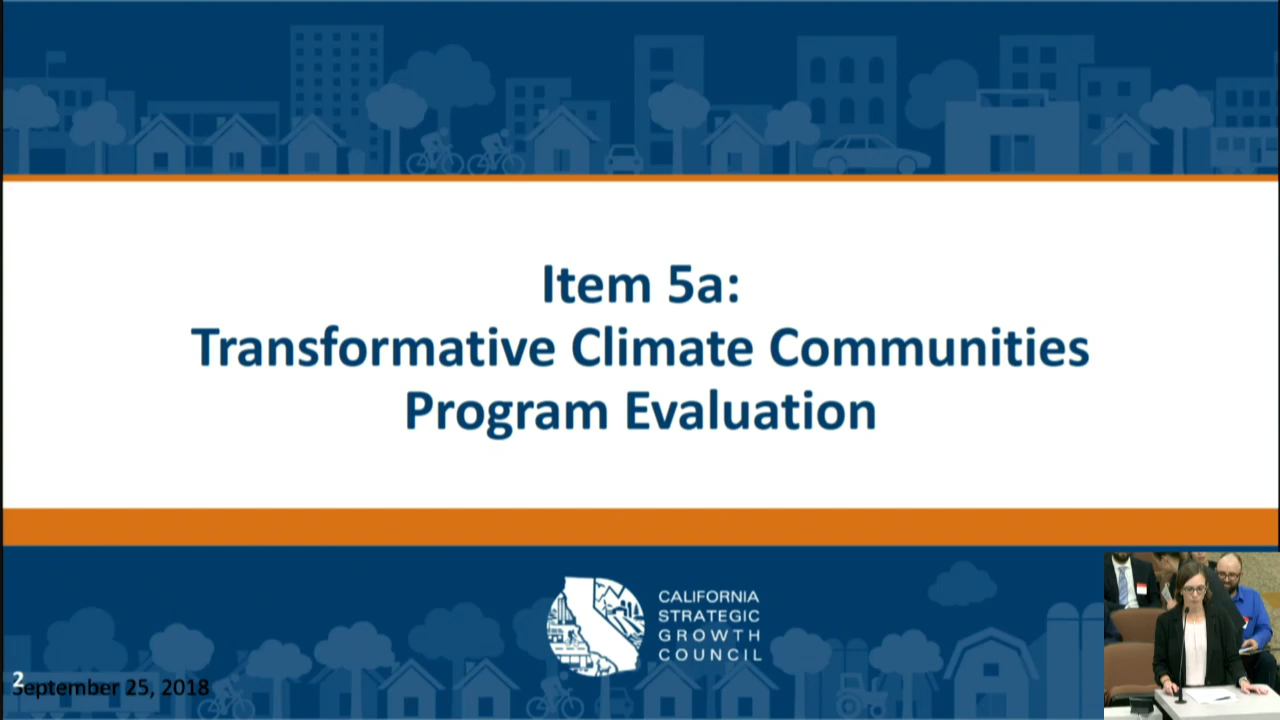 Item 5a:
Transformative Climate Communities
Program Evaluation
CALIFORNIA
STRATEGIC
GROWTH
COUNCIL
2
September 25, 2018